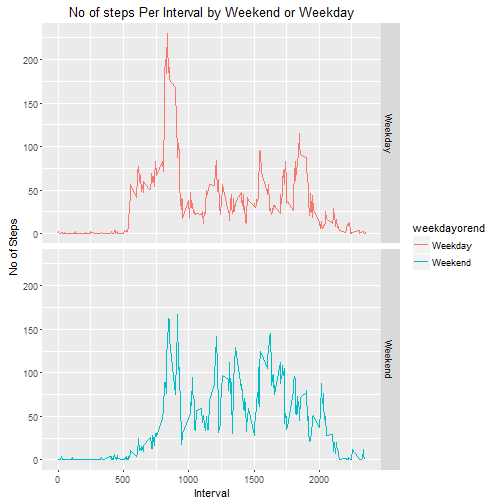 No of steps Per Interval by Weekend or Weekday
No of Steps
200
150
100
50
0
Weekday
200
150
100
50
0
Weekend
0
500
1000
1500
2000
Interval
weekdayorend
Weekday
Weekend